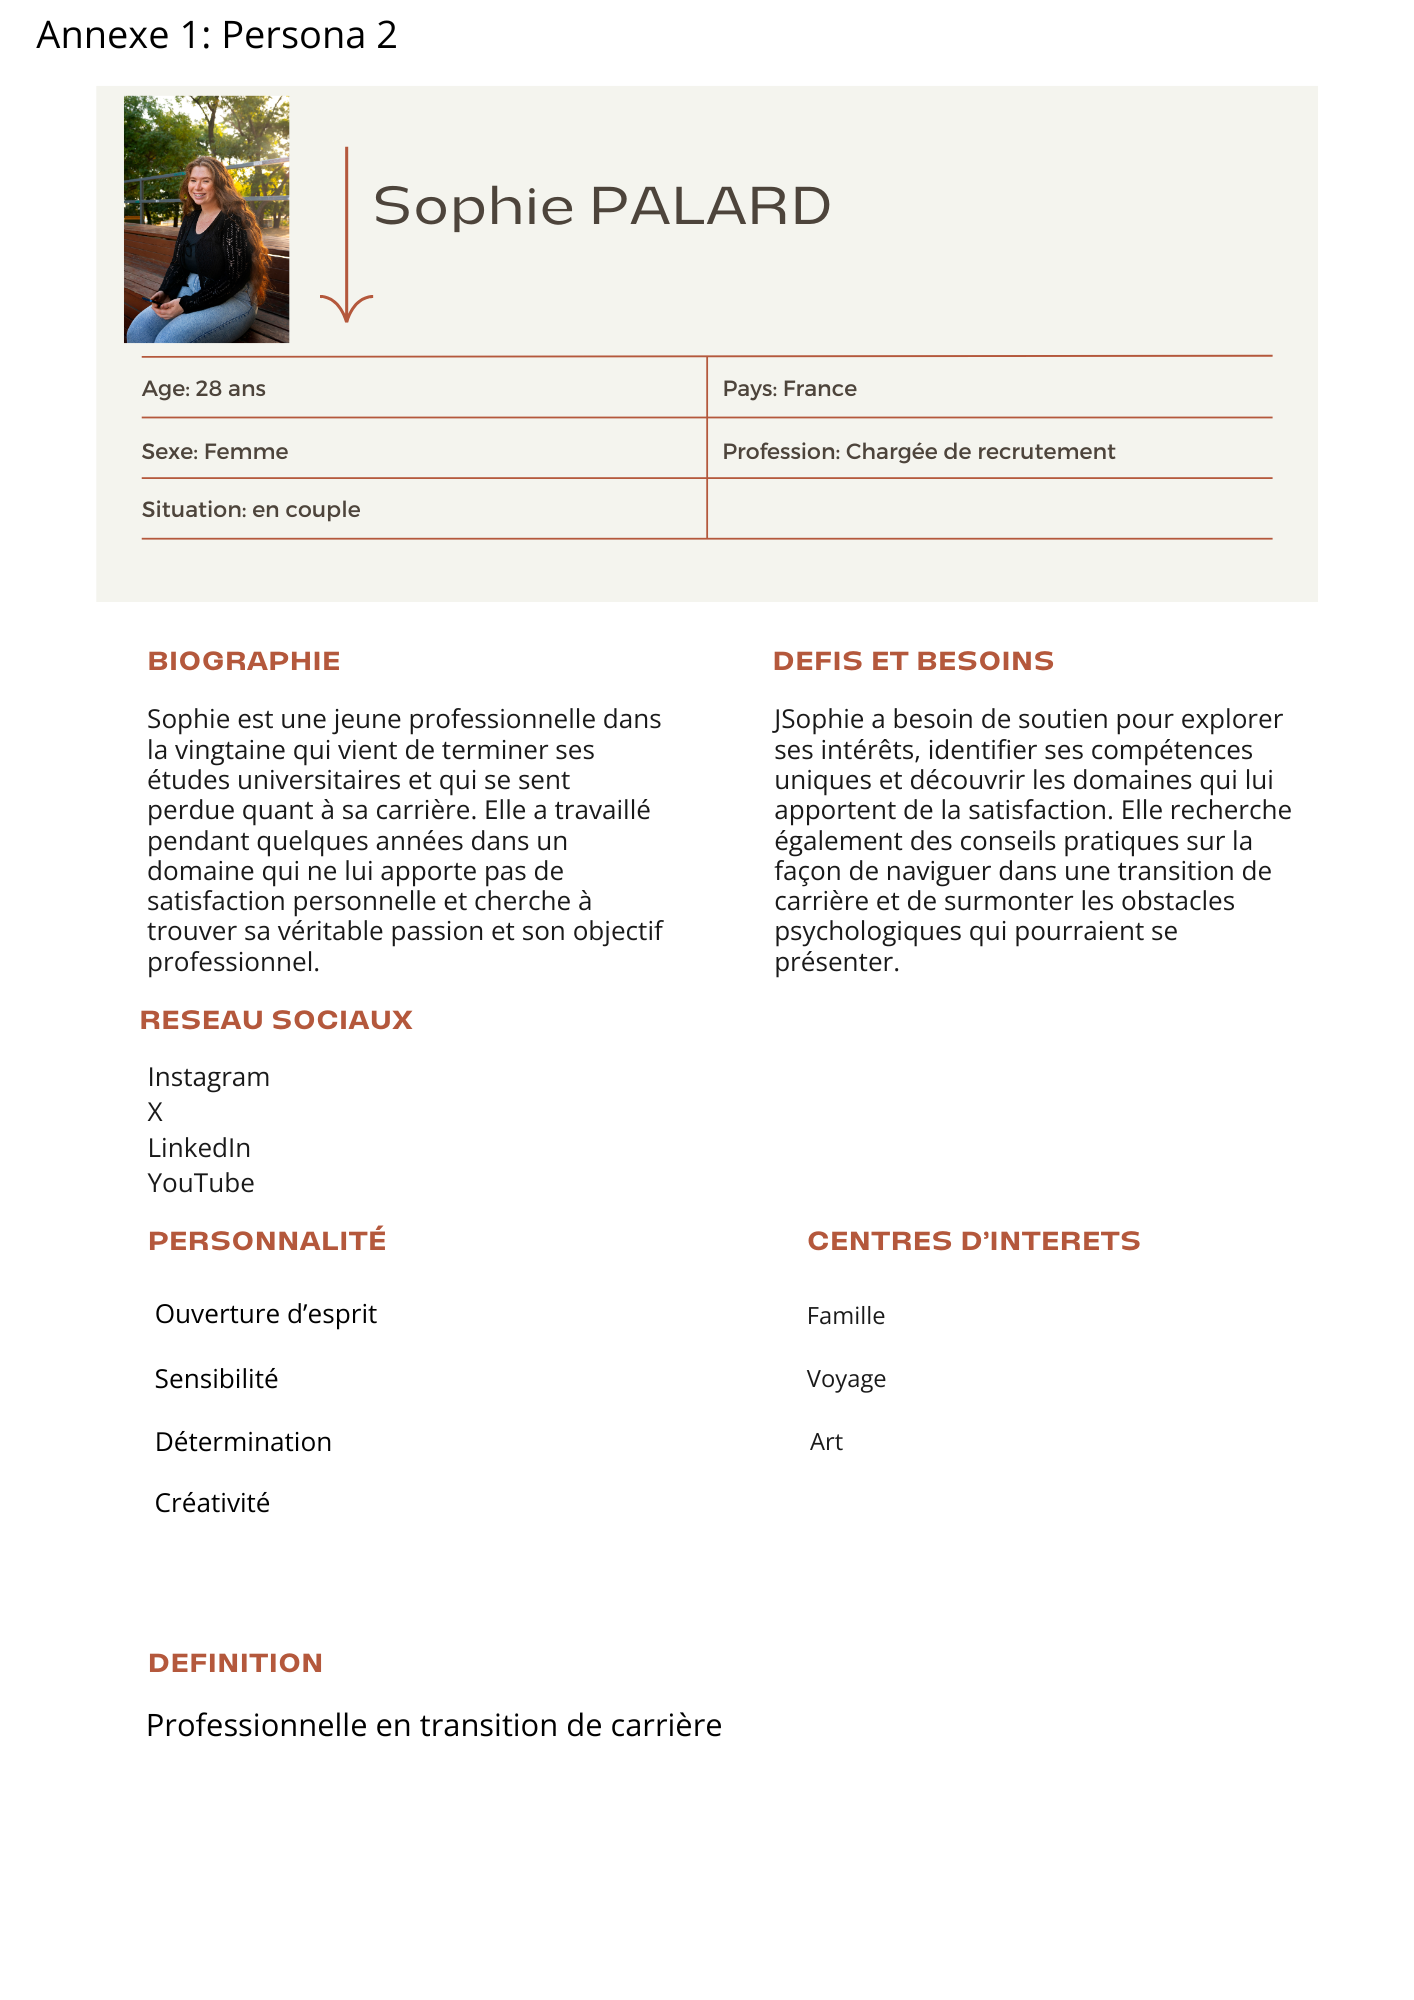 Annexe 1: Persona 2
Sophie PALARD
Age: 28 ans
Pays: France
Sexe: Femme
Profession: Chargée de recrutement
Situation: en couple
BIOGRAPHIE
Sophie est une jeune professionnelle dans
la vingtaine qui vient de terminer ses
études universitaires et qui se sent
perdue quant à sa carrière. Elle a travaillé
pendant quelques années dans un
domaine qui ne lui apporte pas de
satisfaction personnelle et cherche à
trouver sa véritable passion et son objectif
professionnel.
DEFIS ET BESOINS
JSophie a besoin de soutien pour explorer
ses intérêts, identifier ses compétences
uniques et découvrir les domaines qui lui
apportent de la satisfaction. Elle recherche
également des conseils pratiques sur la
façon de naviguer dans une transition de
carrière et de surmonter les obstacles
psychologiques qui pourraient se
présenter.
RESEAU SOCIAUX
Instagram
X
LinkedIn
YouTube
PERSONNALITÉ
Ouverture d’esprit
Sensibilité
Détermination
Créativité
CENTRES D’INTERETS
Famille
Voyage
Art
DEFINITION
Professionnelle en transition de carrière